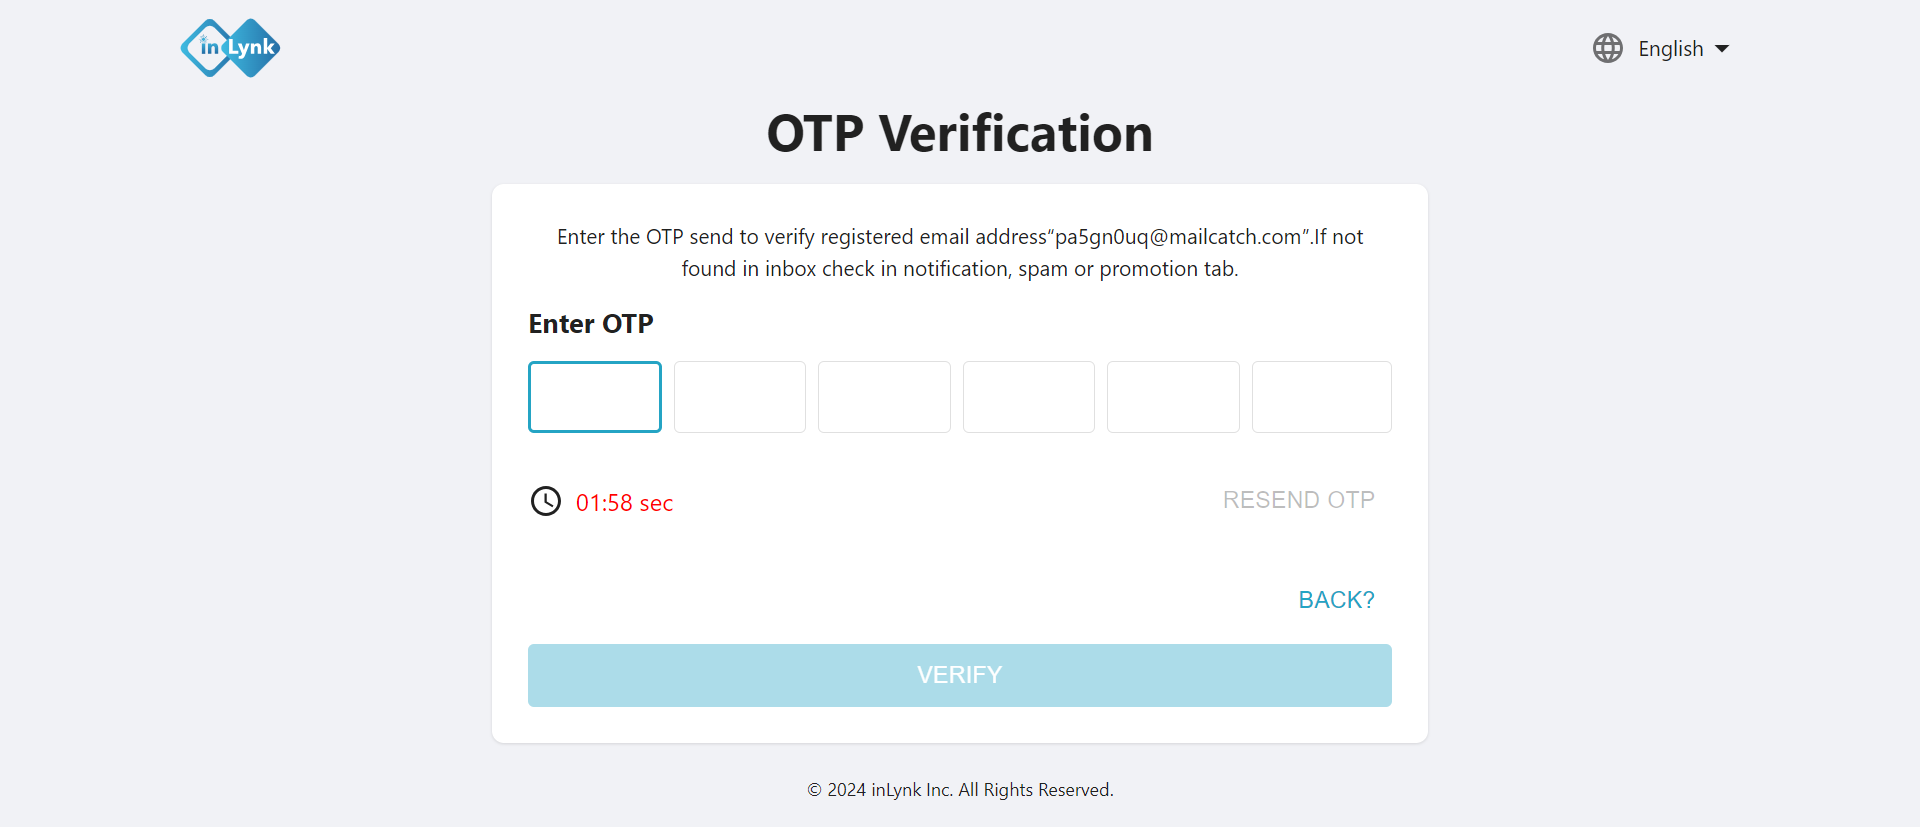 inLynk
English
OTP Verification
Enter the OTP send to verify registered email address“pa5gn0uq@mailcatch.com”.If not
found in inbox check in notification, spam or promotion tab.
Enter OTP
01:58 sec
RESEND OTP
BACK?
VERIFY
© 2024 inLynk Inc. All Rights Reserved.